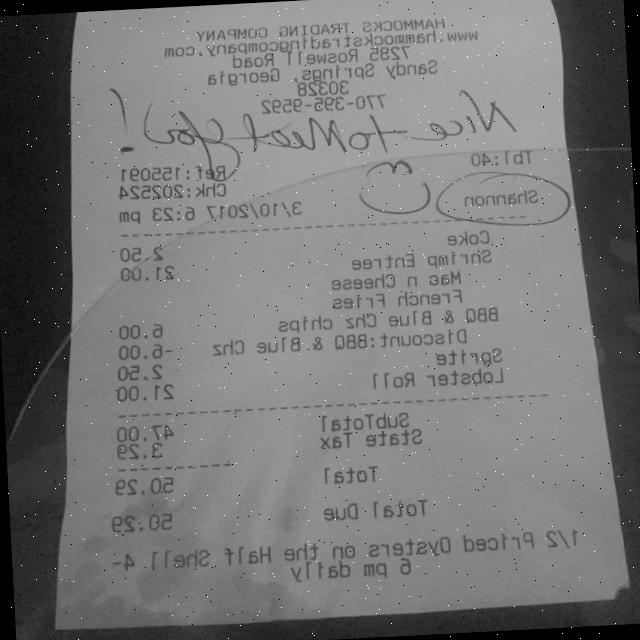 HAMMOCKS TRADING COMPANY
www.hammockstradingcompany.com
7285 Roswell Road
Sandy Springs, Georgia
30328
770-395-9592
Nice to Meet You!
Tbl:40
Ref:155091
Shannon
Chk:202524
3/10/2017 6:23 pm
Coke 2.50
Shrimp Entree 21.00
Mac n Cheese
French Fries
BBQ & Blue Chz chips 6.00
Discount:BBQ & Blue Chz -6.00
Sprite 2.50
Lobster Roll 21.00
SubTotal 47.00
State Tax 3.29
Total 50.29
Total Due 50.29
1/2 Priced Oysters on the Half Shell 4-
6 pm daily